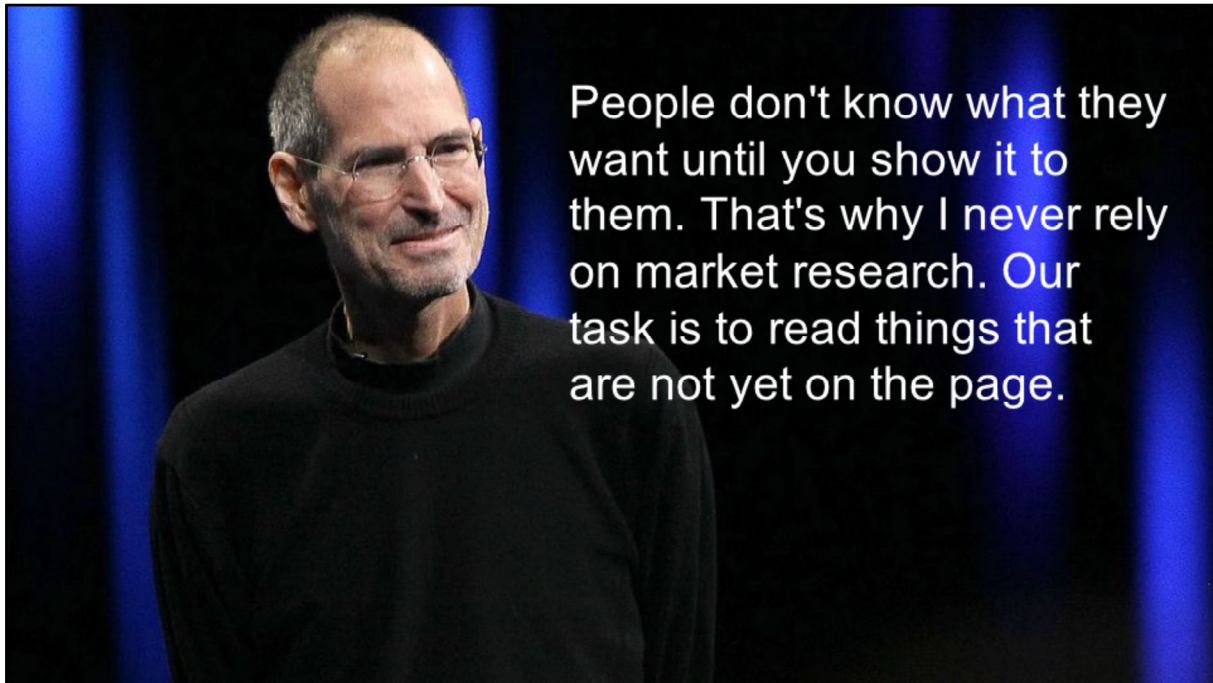 People don't know what they
want until you show it to
them. That's why I never rely
on market research. Our
task is to read things that
are not yet on the page.